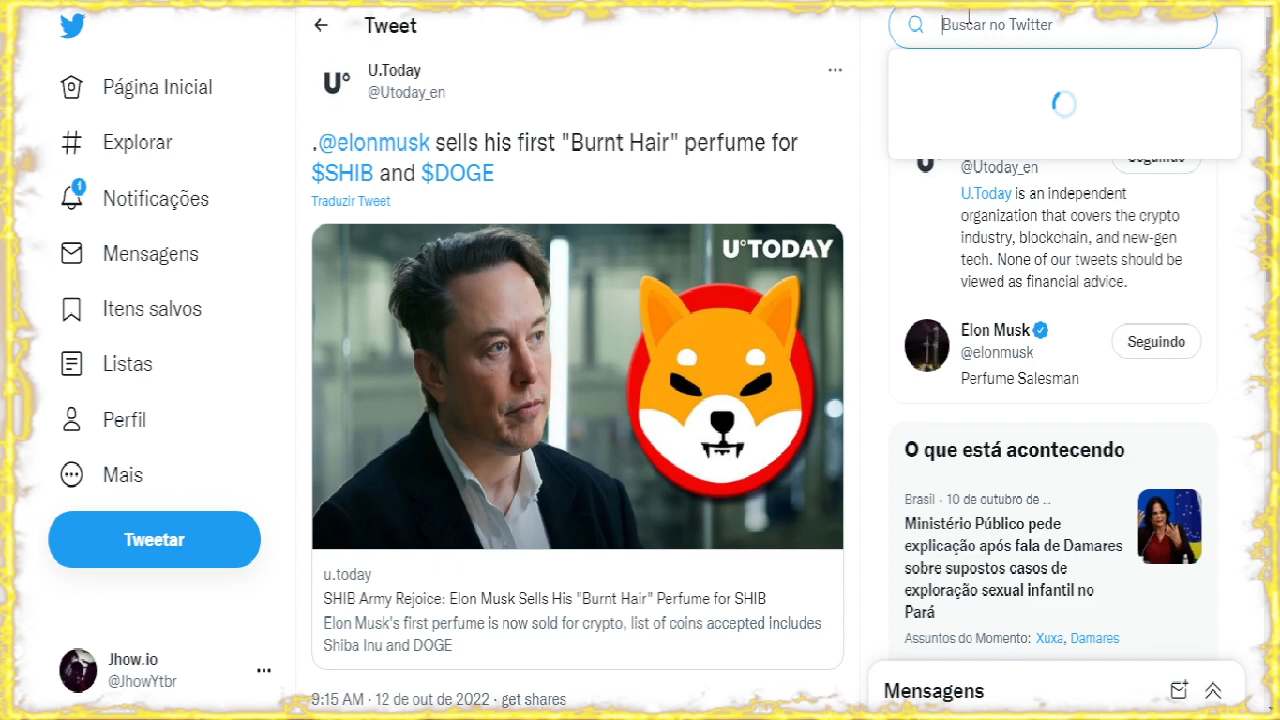 Página Inicial
Explorar
1
Notificações
Mensagens
Itens salvos
Listas
Perfil
Mais
Tweetar
Jhow.io
@JhowYtbr
Tweet
U°
U.Today
@Utoday_en
.@elonmusk sells his first "Burnt Hair" perfume for
$SHIB and $DOGE
Traduzir Tweet
U°TODAY
u.today
SHIB Army Rejoice: Elon Musk Sells His "Burnt Hair" Perfume for SHIB
Elon Musk's first perfume is now sold for crypto, list of coins accepted includes
Shiba Inu and DOGE
9:15 AM · 12 de out de 2022 · get shares
Buscar no Twitter
Seguindo
@Utoday_en
U.Today is an independent
organization that covers the crypto
industry, blockchain, and new-gen
tech. None of our tweets should be
viewed as financial advice.
Elon Musk
@elonmusk
Seguindo
Perfume Salesman
O que está acontecendo
Brasil · 10 de outubro de ..
Ministério Público pede
explicação após fala de Damares
sobre supostos casos de
exploração sexual infantil no
Pará
Assuntos do Momento: Xuxa, Damares
Mensagens